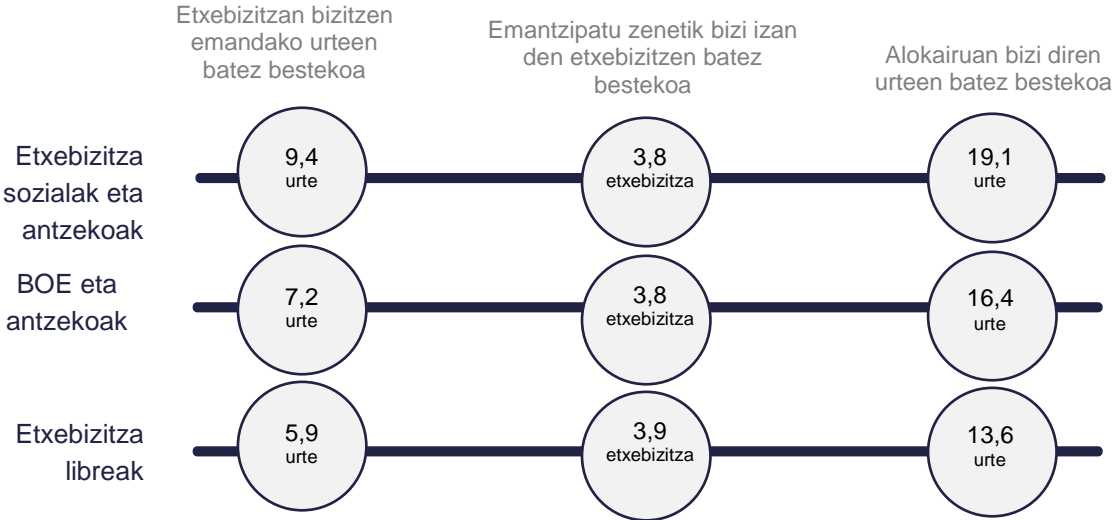 Etxebizitzan bizitzen
emandako urteen
batez bestekoa
Emantzipatu zenetik bizi izan
den etxebizitzen batez
bestekoa
Alokairuan bizi diren
urteen batez bestekoa
Etxebizitza
sozialak eta
antzekoak
9,4
urte
3,8
etxebizitza
19,1
urte
BOE eta
antzekoak
7,2
urte
3,8
etxebizitza
16,4
urte
Etxebizitza
libreak
5,9
urte
3,9
etxebizitza
13,6
urte